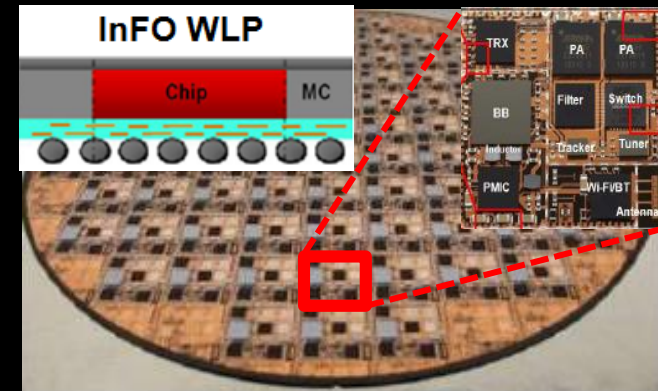 InFO WLP
Chip
MC
TRX
PA
PA
BB
Filter
Switch
Inductor
Tracker
Tuner
PMIC
Wi-Fi/BT
Antenna